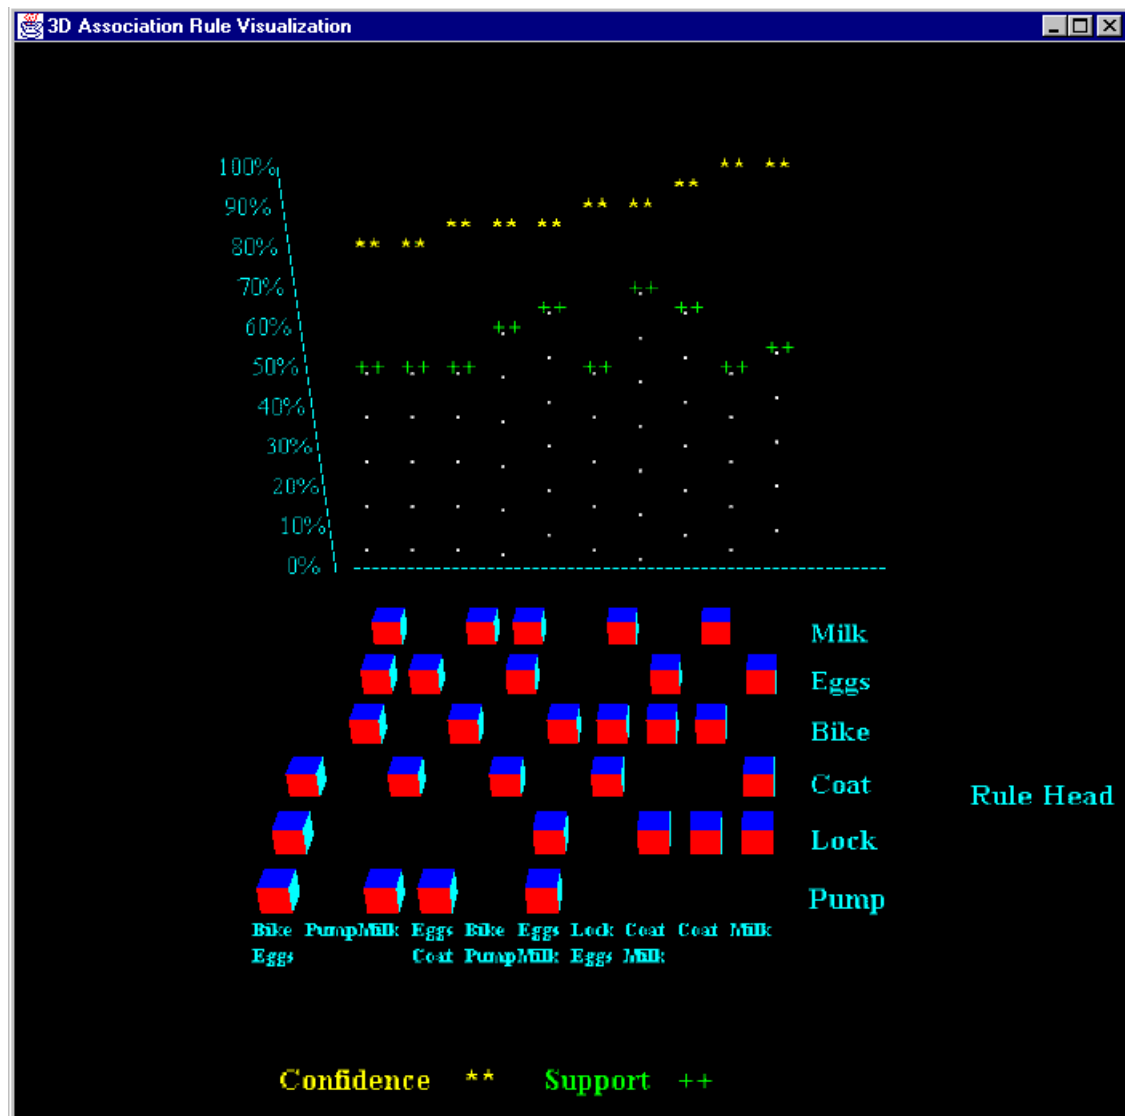 3D Association Rule Visualization
100%
90%
80%
70%
60%
50%
40%
30%
20%
10%
0%
** ** ** ** ** ** ** ** ** **
++ ++ ++ ++ ++ ++ ++ ++ ++ ++
Milk
Eggs
Bike
Coat
Rule Head
Lock
Pump
Bike Pump Milk Eggs Bike Eggs Lock Coat Coat Milk
Eggs Coat Pump Milk Eggs Milk
Confidence ** Support ++